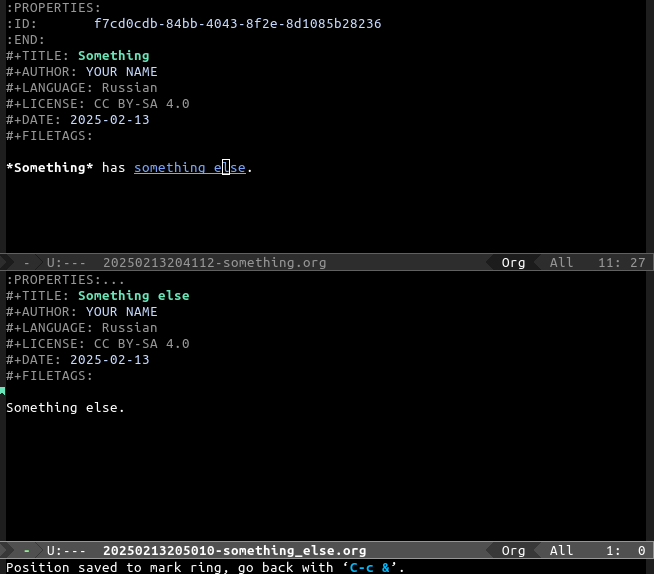 :PROPERTIES:
:ID:       f7cd0cdb-84bb-4043-8f2e-8d1085b28236
:END:
#+TITLE: Something
#+AUTHOR: YOUR NAME
#+LANGUAGE: Russian
#+LICENSE: CC BY-SA 4.0
#+DATE: 2025-02-13
#+FILETAGS:
*Something* has something else.
- U:--- 20250213204112-something.org Org All 11: 27
:PROPERTIES:...
#+TITLE: Something else
#+AUTHOR: YOUR NAME
#+LANGUAGE: Russian
#+LICENSE: CC BY-SA 4.0
#+DATE: 2025-02-13
#+FILETAGS:
Something else.
- U:--- 20250213205010-something_else.org Org All 1: 0
Position saved to mark ring, go back with ‘C-c &’.